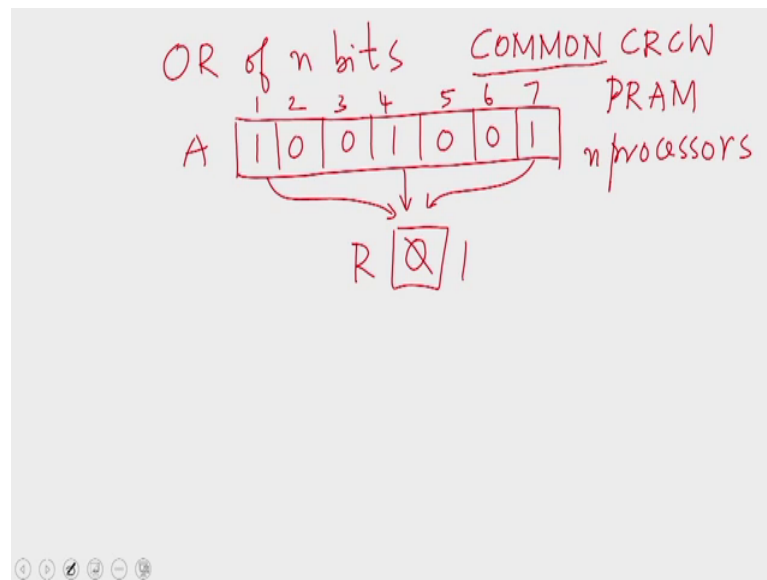 OR of n bits COMMON CRCW
PRAM
1 2 3 4 5 6 7
A 1 0 0 1 0 0 1 n processors
R 0 1